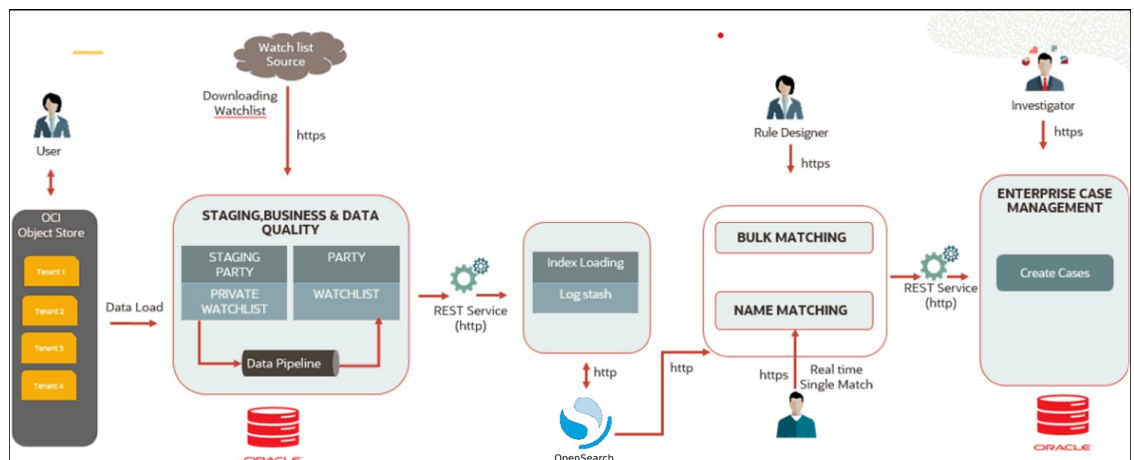 Watch list
Source
Downloading
Watchlist
https
User
Rule Designer
https
Investigator
https
OCI
Object Store
Tenant 1
Tenant 2
Tenant 3
Tenant 4
Data Load
STAGING,BUSINESS & DATA
QUALITY
STAGING
PARTY
PARTY
PRIVATE
WATCHLIST
WATCHLIST
Data Pipeline
ORACLE
REST Service
(http)
Index Loading
Log stash
http
OpenSearch
http
BULK MATCHING
NAME MATCHING
https
Real time
Single Match
REST Service
(http)
ENTERPRISE CASE
MANAGEMENT
Create Cases
ORACLE